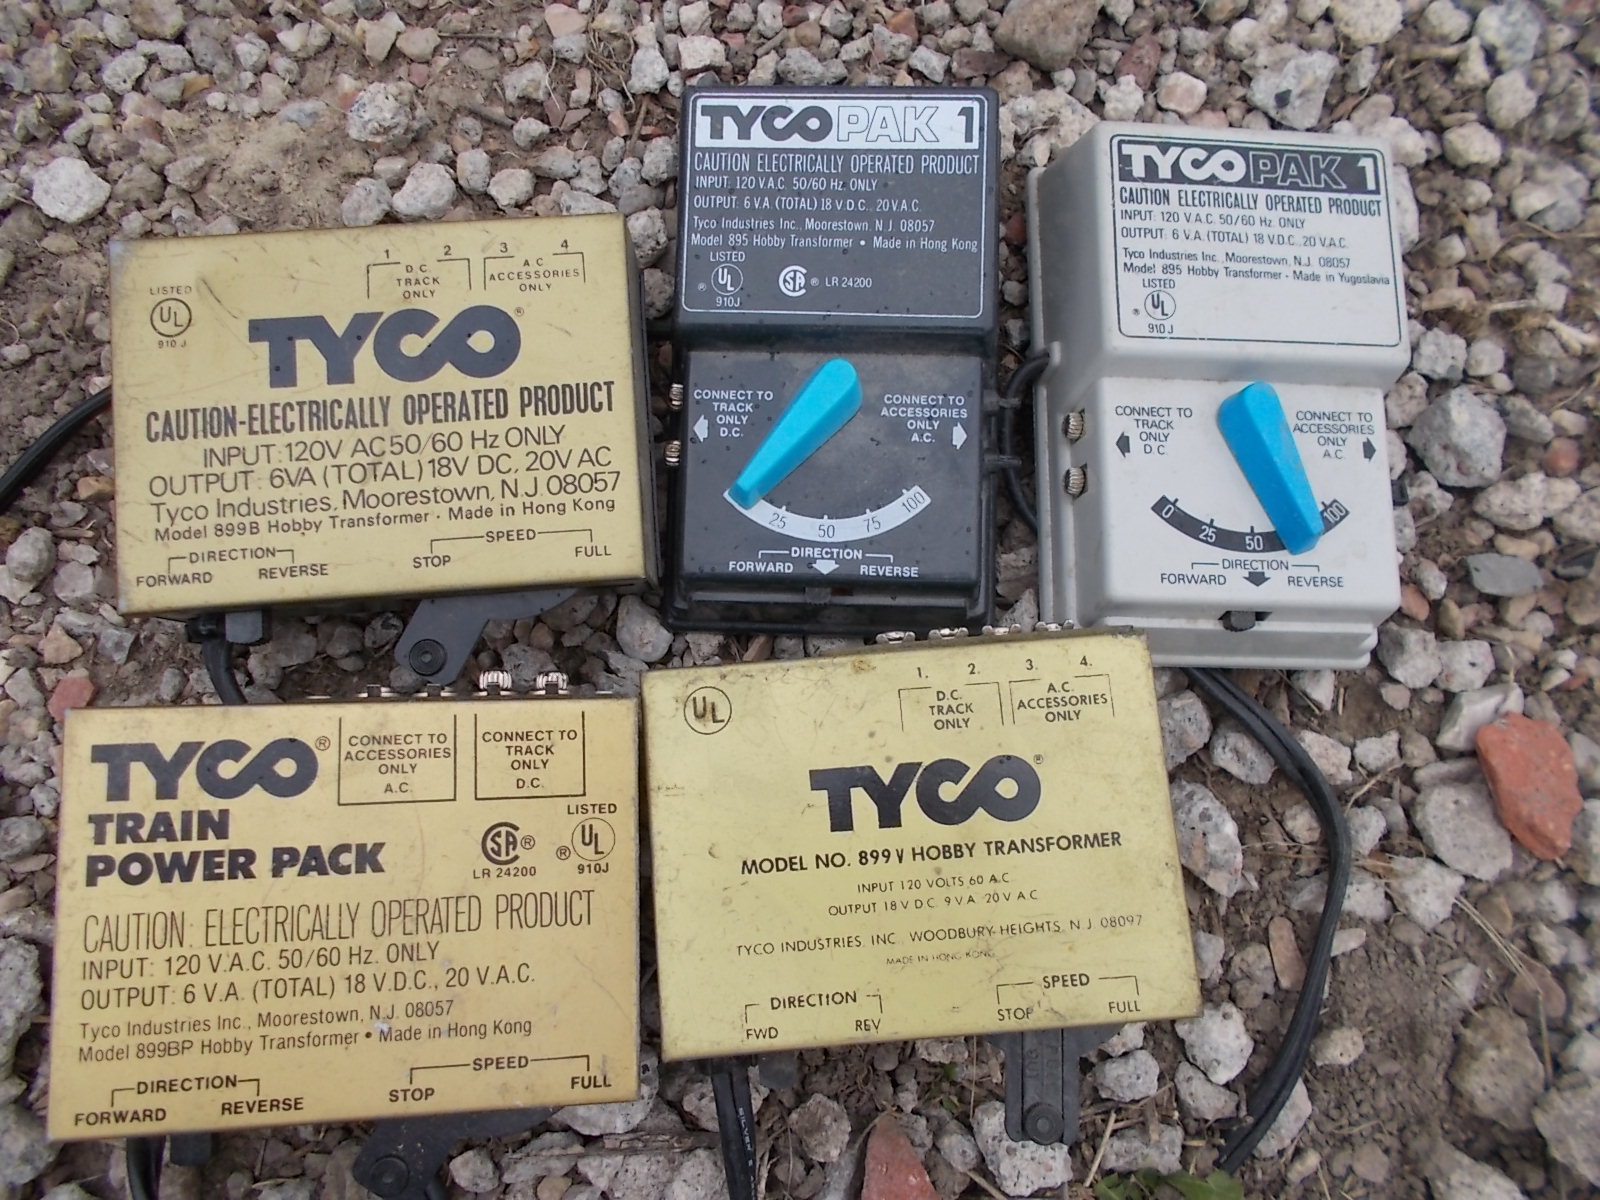 TYCO PAK 1
CAUTION ELECTRICALLY OPERATED PRODUCT
INPUT: 120 V.A.C. 50/60 Hz. ONLY
OUTPUT: 6 V.A. (TOTAL) 18 V.D.C., 20 V.A.C.
Tyco Industries Inc., Moorestown, N.J. 08057
Model 895 Hobby Transformer • Made in Hong Kong
LISTED
® UL
910J
SA ® LR 24200
CONNECT TO
TRACK
ONLY
D.C.
CONNECT TO
ACCESSORIES
ONLY
A.C.
25 50 75 100
DIRECTION
FORWARD REVERSE
TYCO PAK 1
CAUTION ELECTRICALLY OPERATED PRODUCT
INPUT: 120 V.A.C. 50/60 Hz. ONLY
OUTPUT: 6 V.A. (TOTAL) 18 V.D.C., 20 V.A.C.
Tyco Industries Inc., Moorestown, N.J. 08057
Model 895 Hobby Transformer • Made in Yugoslavia
LISTED
® UL
910J
CONNECT TO
TRACK
ONLY
D.C.
CONNECT TO
ACCESSORIES
ONLY
A.C.
0 25 50 100
DIRECTION
FORWARD REVERSE
1 2 3 4
D.C.
TRACK
ONLY
A.C.
ACCESSORIES
ONLY
LISTED
UL
910 J
TYCO®
CAUTION-ELECTRICALLY OPERATED PRODUCT
INPUT: 120V AC 50/60 Hz ONLY
OUTPUT: 6VA (TOTAL) 18V DC, 20V AC
Tyco Industries, Moorestown, N.J. 08057
Model 899B Hobby Transformer • Made in Hong Kong
DIRECTION
FORWARD REVERSE
SPEED
STOP FULL
TYCO®
TRAIN
POWER PACK
CONNECT TO
ACCESSORIES
ONLY
A.C.
CONNECT TO
TRACK
ONLY
D.C.
SA ®
LR 24200
LISTED
® UL
910J
CAUTION: ELECTRICALLY OPERATED PRODUCT
INPUT: 120 V.A.C. 50/60 Hz. ONLY
OUTPUT: 6 V.A. (TOTAL) 18 V.D.C., 20 V.A.C.
Tyco Industries Inc., Moorestown, N.J. 08057
Model 899BP Hobby Transformer • Made in Hong Kong
DIRECTION
FORWARD REVERSE
SPEED
STOP FULL
UL
1. 2. 3. 4.
D.C.
TRACK
ONLY
A.C.
ACCESSORIES
ONLY
TYCO®
MODEL NO. 899 V HOBBY TRANSFORMER
INPUT 120 VOLTS 60 A.C
OUTPUT 18 V D.C. 9 V.A. 20 V A C
TYCO INDUSTRIES, INC., WOODBURY HEIGHTS, N.J. 08097
MADE IN HONG KONG
DIRECTION
FWD REV
SPEED
STOP FULL